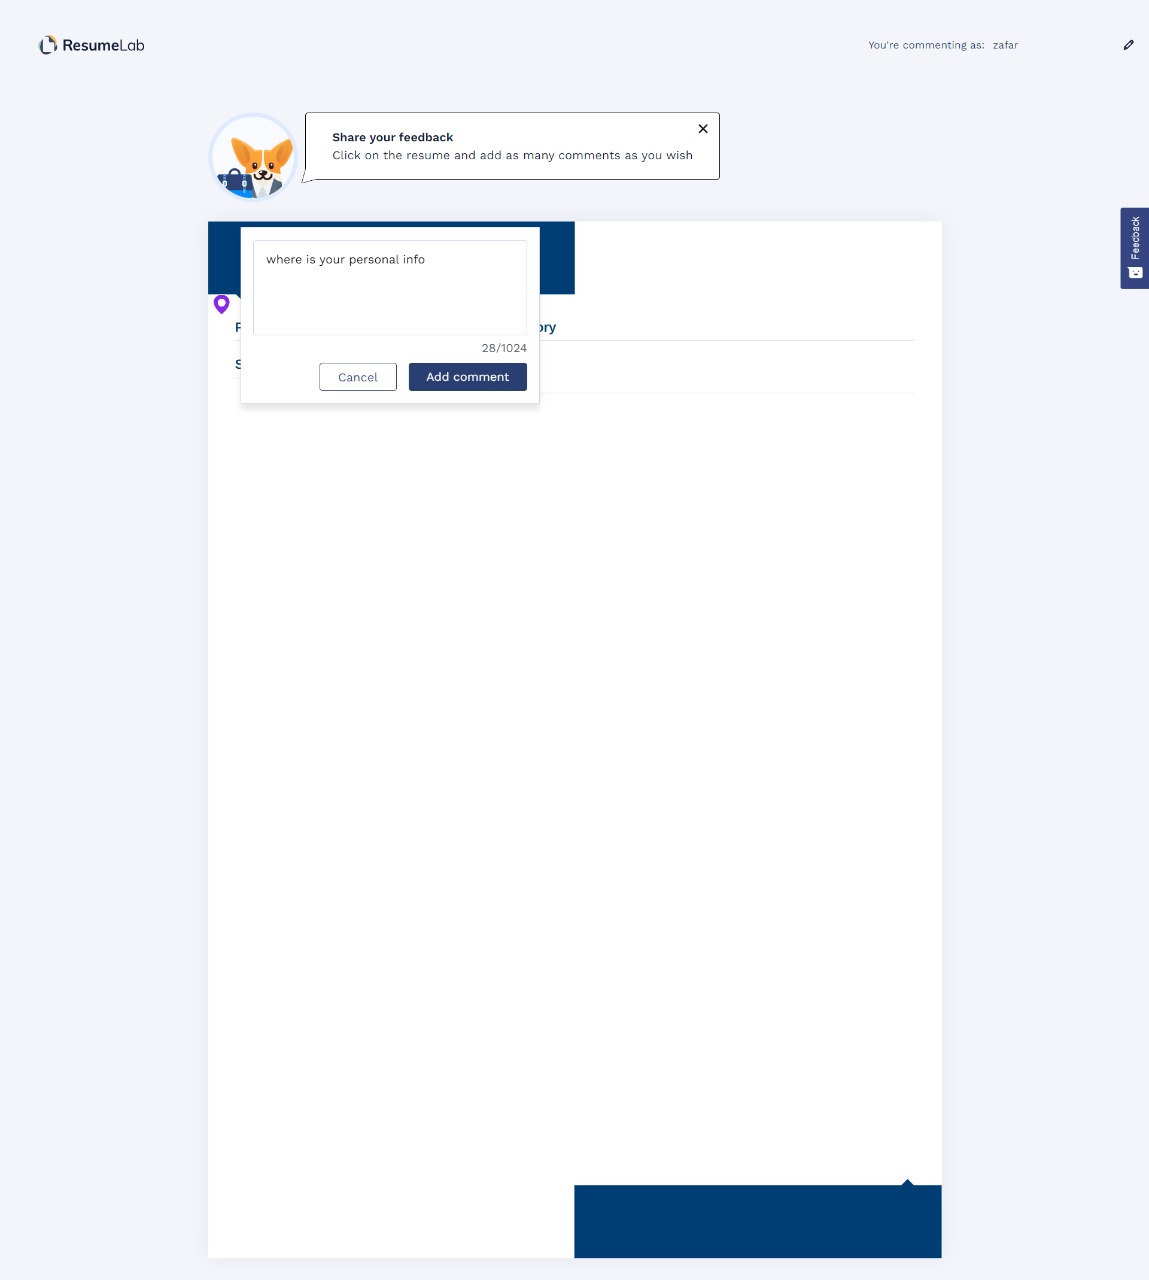 ResumeLab
You're commenting as: zafar
Share your feedback
Click on the resume and add as many comments as you wish
Feedback
where is your personal info
28/1024
Cancel
Add comment